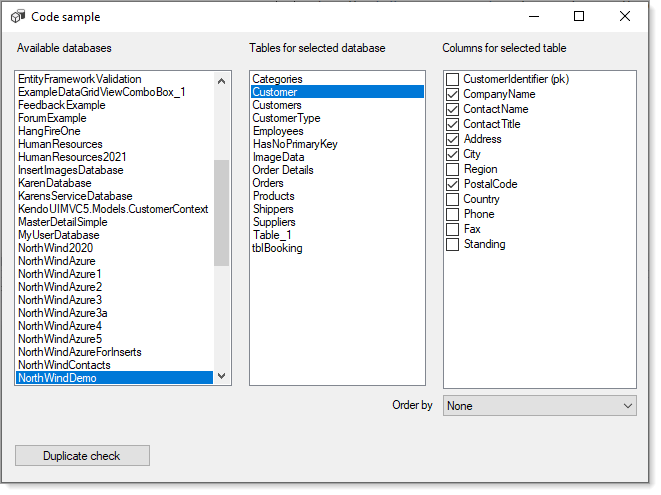 Code sample
Available databases
EntityFrameworkValidation
ExampleDataGridViewComboBox_1
FeedbackExample
ForumExample
HangFireOne
HumanResources
HumanResources2021
InsertImagesDatabase
KarenDatabase
KarensServiceDatabase
KendoUIMVC5.Models.CustomerContext
MasterDetailSimple
MyUserDatabase
NorthWind2020
NorthWindAzure
NorthWindAzure1
NorthWindAzure2
NorthWindAzure3
NorthWindAzure3a
NorthWindAzure4
NorthWindAzure5
NorthWindAzureForInserts
NorthWindContacts
NorthWindDemo
Tables for selected database
Categories
Customer
Customers
CustomerType
Employees
HasNoPrimaryKey
ImageData
Order Details
Orders
Products
Shippers
Suppliers
Table_1
tblBooking
Columns for selected table
CustomerIdentifier (pk)
CompanyName
ContactName
ContactTitle
Address
City
Region
PostalCode
Country
Phone
Fax
Standing
Order by
None
Duplicate check